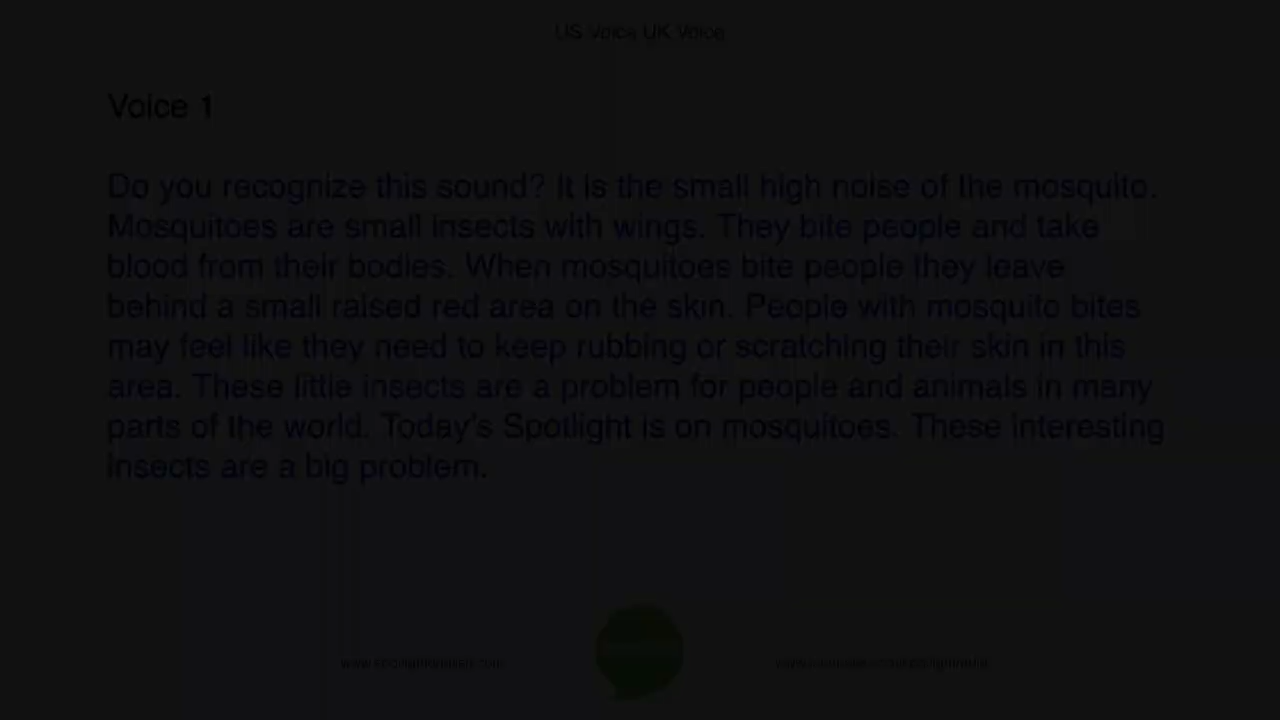 US Voice UK Voice
Voice 1
Do you recognize this sound? It is the small high noise of the mosquito.
Mosquitoes are small insects with wings. They bite people and take
blood from their bodies. When mosquitoes bite people they leave
behind a small raised red area on the skin. People with mosquito bites
may feel like they need to keep rubbing or scratching their skin in this
area. These little insects are a problem for people and animals in many
parts of the world. Today's Spotlight is on mosquitoes. These interesting
insects are a big problem.